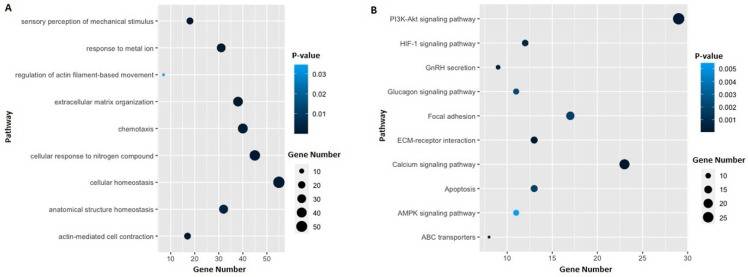 A
sensory perception of mechanical stimulus
response to metal ion
regulation of actin filament-based movement
extracellular matrix organization
chemotaxis
cellular response to nitrogen compound
cellular homeostasis
anatomical structure homeostasis
actin-mediated cell contraction
Pathway
10 20 30 40 50
Gene Number
P-value
0.03
0.02
0.01
Gene Number
10
20
30
40
50
B
PI3K-Akt signaling pathway
HIF-1 signaling pathway
GnRH secretion
Glucagon signaling pathway
Focal adhesion
ECM-receptor interaction
Calcium signaling pathway
Apoptosis
AMPK signaling pathway
ABC transporters
Pathway
10 15 20 25 30
Gene Number
P-value
0.005
0.004
0.003
0.002
0.001
Gene Number
10
15
20
25